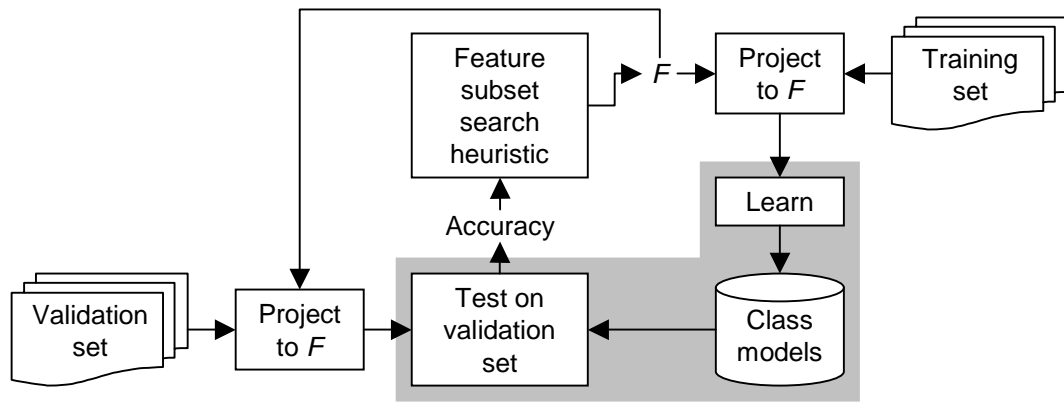 Feature
subset
search
heuristic
F
Project
to F
Training
set
Learn
Accuracy
Validation
set
Project
to F
Test on
validation
set
Class
models